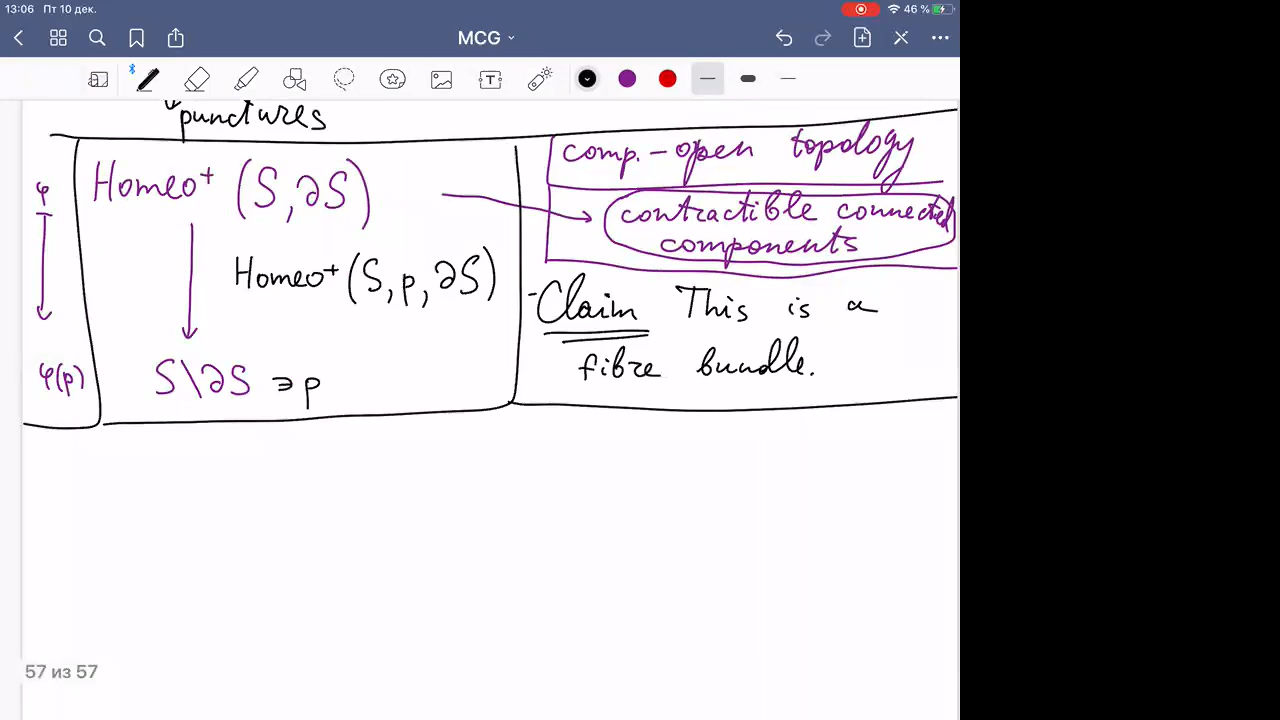 13:06 Пт 10 дек.
46 %
MCG
punctures
Homeo⁺ (S, ∂S)
φ
Homeo⁺ (S, p, ∂S)
φ(p)
S\∂S ∋ p
comp.-open topology
contractible connected
components
Claim This is a
fibre bundle.
57 из 57